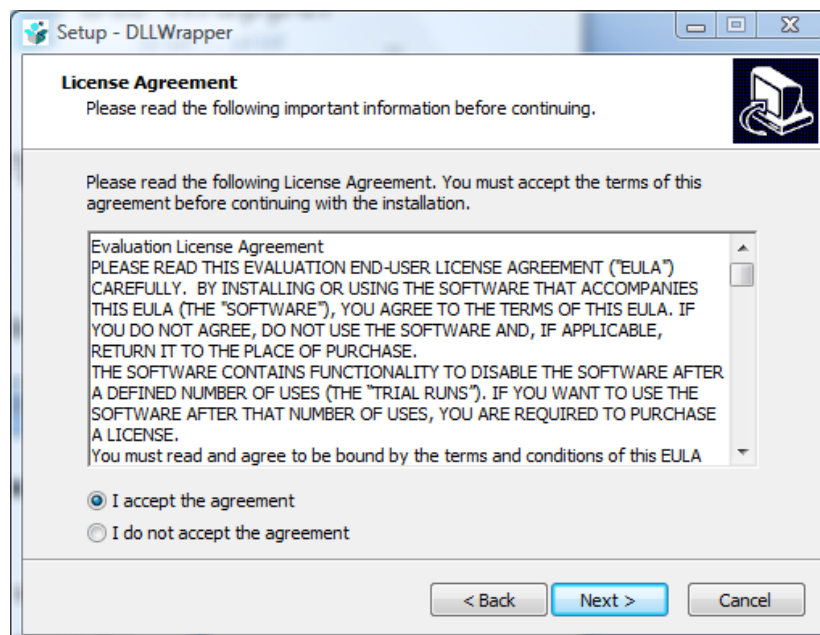 Setup - DLLWrapper
License Agreement
Please read the following important information before continuing.
Please read the following License Agreement. You must accept the terms of this
agreement before continuing with the installation.
Evaluation License Agreement
PLEASE READ THIS EVALUATION END-USER LICENSE AGREEMENT ("EULA")
CAREFULLY.  BY INSTALLING OR USING THE SOFTWARE THAT ACCOMPANIES
THIS EULA (THE "SOFTWARE"), YOU AGREE TO THE TERMS OF THIS EULA. IF
YOU DO NOT AGREE, DO NOT USE THE SOFTWARE AND, IF APPLICABLE,
RETURN IT TO THE PLACE OF PURCHASE.
THE SOFTWARE CONTAINS FUNCTIONALITY TO DISABLE THE SOFTWARE AFTER
A DEFINED NUMBER OF USES (THE "TRIAL RUNS"). IF YOU WANT TO USE THE
SOFTWARE AFTER THAT NUMBER OF USES, YOU ARE REQUIRED TO PURCHASE
A LICENSE.
You must read and agree to be bound by the terms and conditions of this EULA
I accept the agreement
I do not accept the agreement
< Back
Next >
Cancel